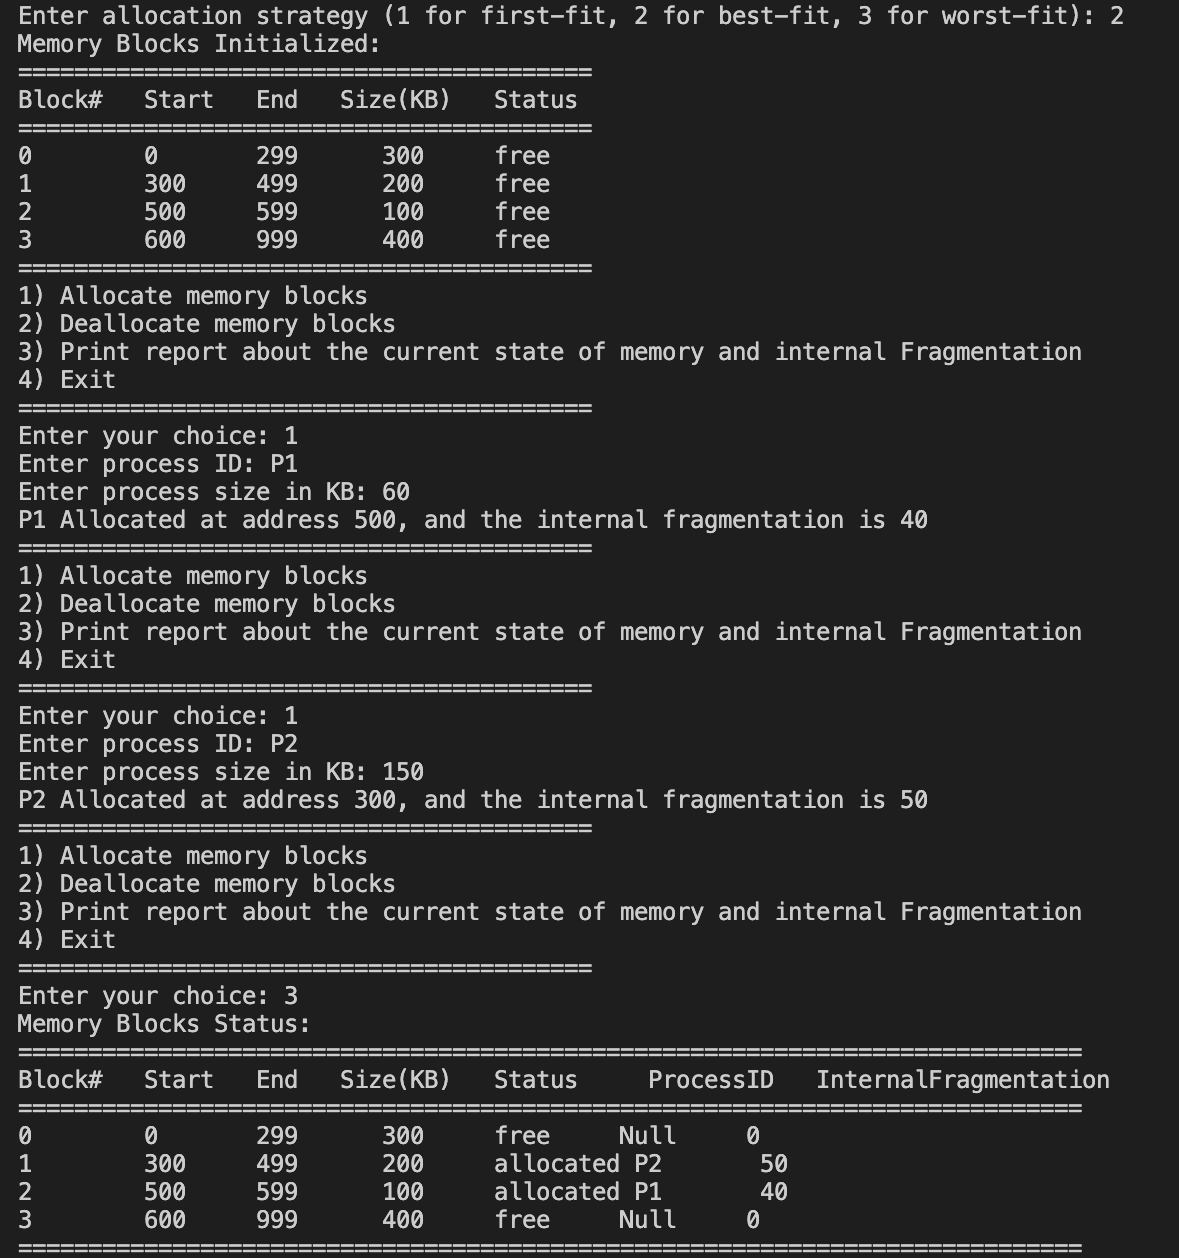 Enter allocation strategy (1 for first-fit, 2 for best-fit, 3 for worst-fit): 2
Memory Blocks Initialized:
=========================================
Block#   Start   End   Size(KB)   Status
=========================================
0        0       299      300     free
1        300     499      200     free
2        500     599      100     free
3        600     999      400     free
=========================================
1) Allocate memory blocks
2) Deallocate memory blocks
3) Print report about the current state of memory and internal Fragmentation
4) Exit
=========================================
Enter your choice: 1
Enter process ID: P1
Enter process size in KB: 60
P1 Allocated at address 500, and the internal fragmentation is 40
=========================================
1) Allocate memory blocks
2) Deallocate memory blocks
3) Print report about the current state of memory and internal Fragmentation
4) Exit
=========================================
Enter your choice: 1
Enter process ID: P2
Enter process size in KB: 150
P2 Allocated at address 300, and the internal fragmentation is 50
=========================================
1) Allocate memory blocks
2) Deallocate memory blocks
3) Print report about the current state of memory and internal Fragmentation
4) Exit
=========================================
Enter your choice: 3
Memory Blocks Status:
============================================================================
Block#   Start   End   Size(KB)   Status     ProcessID   InternalFragmentation
============================================================================
0        0       299      300     free     Null     0
1        300     499      200     allocated P2       50
2        500     599      100     allocated P1       40
3        600     999      400     free     Null     0
============================================================================